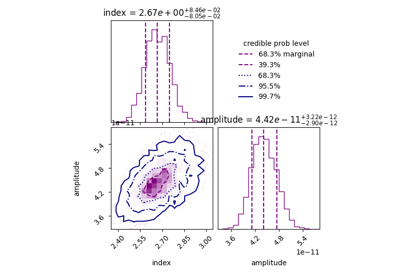 index = 2.67e+00 +8.46e−02 −8.05e−02
credible prob level
68.3% marginal
39.3%
68.3%
95.5%
99.7%
1e−11
amplitude = 4.42e−11 +3.22e−12 −2.90e−12
amplitude
5.4
4.8
4.2
3.6
2.40
2.55
2.70
2.85
3.00
index
3.6
4.2
4.8
5.4
1e−11
amplitude